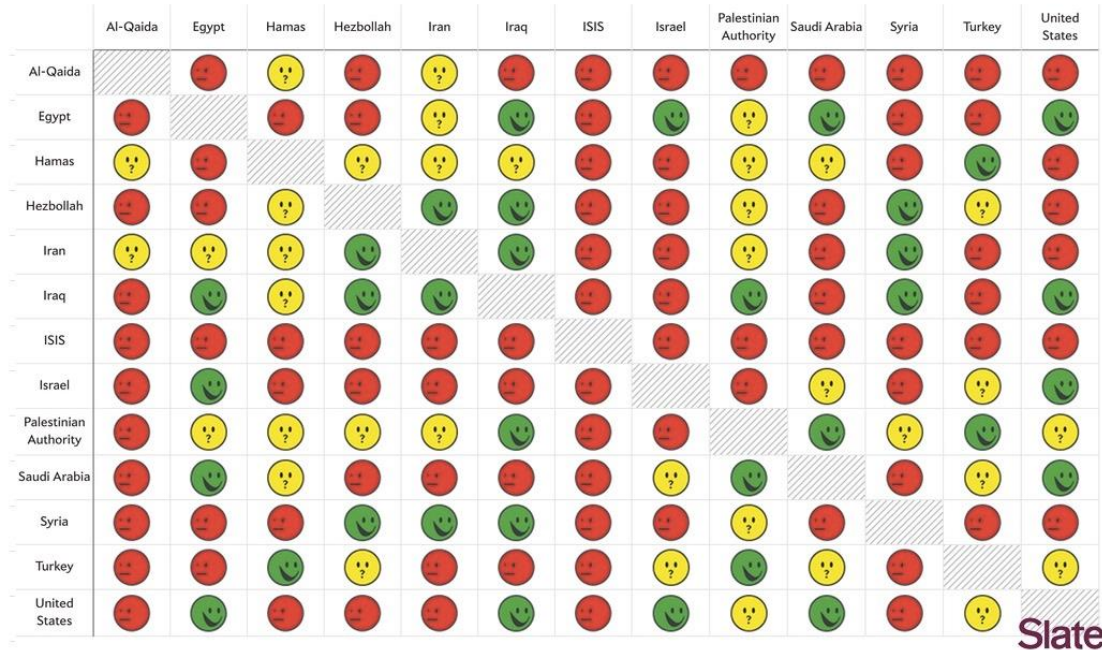 Al-Qaida Egypt Hamas Hezbollah Iran Iraq ISIS Israel Palestinian Authority Saudi Arabia Syria Turkey United States
Al-Qaida
Egypt
Hamas
Hezbollah
Iran
Iraq
ISIS
Israel
Palestinian
Authority
Saudi Arabia
Syria
Turkey
United
States
Slate